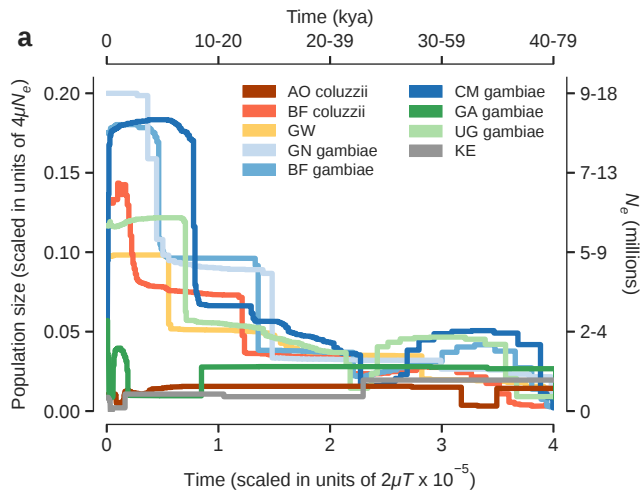 a
Time (kya)
0 10-20 20-39 30-59 40-79
Population size (scaled in units of 4μNₑ)
0.20
0.15
0.10
0.05
0.00
AO coluzzii
BF coluzzii
GW
GN gambiae
BF gambiae
CM gambiae
GA gambiae
UG gambiae
KE
9-18
7-13
5-9
2-4
0
Nₑ (millions)
0 1 2 3 4
Time (scaled in units of 2μT x 10⁻⁵)